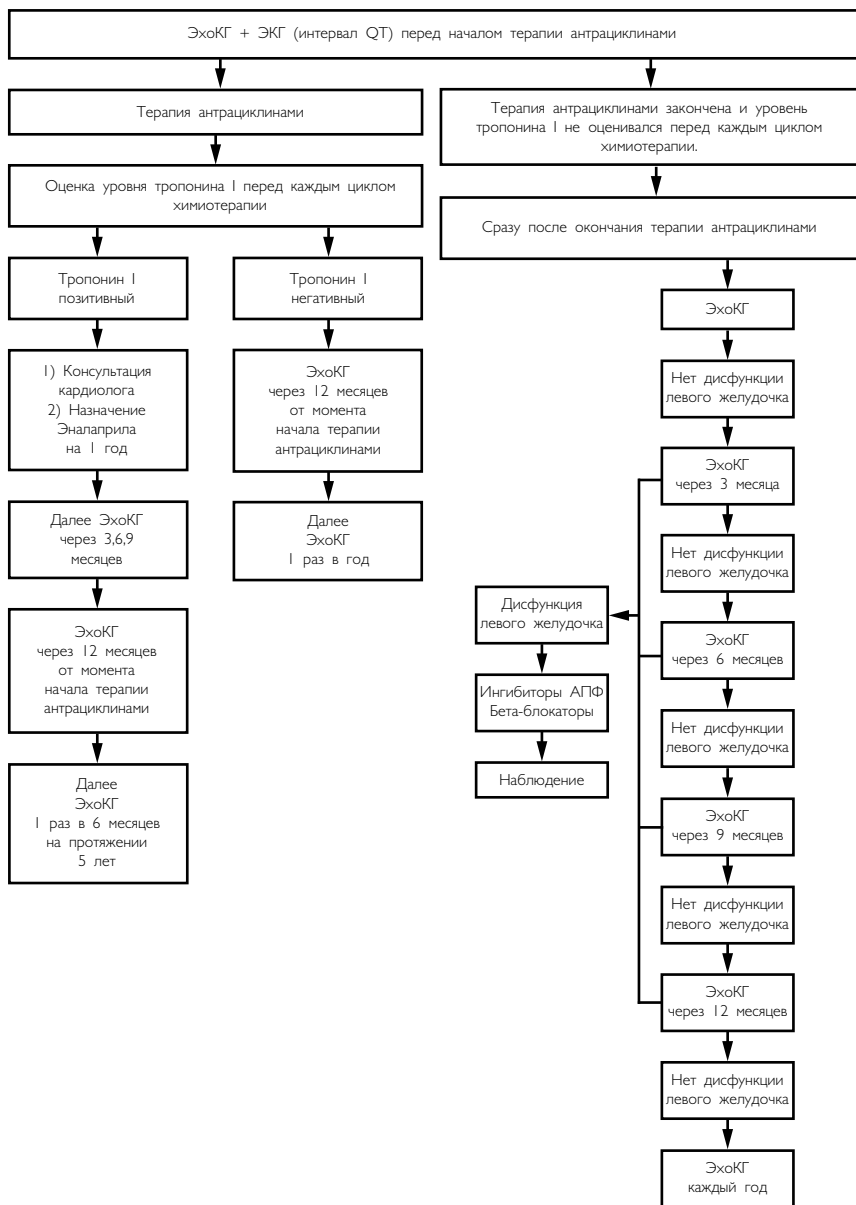 ЭхоКГ + ЭКГ (интервал QT) перед началом терапии антрациклинами
Терапия антрациклинами
Оценка уровня тропонина I перед каждым циклом
химиотерапии
Тропонин I
позитивный
1) Консультация
кардиолога
2) Назначение
Эналаприла
на 1 год
Далее ЭхоКГ
через 3,6,9
месяцев
ЭхоКГ
через 12 месяцев
от момента
начала терапии
антрациклинами
Далее
ЭхоКГ
1 раз в 6 месяцев
на протяжении
5 лет
Тропонин I
негативный
ЭхоКГ
через 12 месяцев
от момента
начала терапии
антрациклинами
Далее
ЭхоКГ
1 раз в год
Терапия антрациклинами закончена и уровень
тропонина I не оценивался перед каждым циклом
химиотерапии.
Сразу после окончания терапии антрациклинами
ЭхоКГ
Нет дисфункции
левого желудочка
ЭхоКГ
через 3 месяца
Нет дисфункции
левого желудочка
ЭхоКГ
через 6 месяцев
Нет дисфункции
левого желудочка
ЭхоКГ
через 9 месяцев
Нет дисфункции
левого желудочка
ЭхоКГ
через 12 месяцев
Нет дисфункции
левого желудочка
ЭхоКГ
каждый год
Дисфункция
левого желудочка
Ингибиторы АПФ
Бета-блокаторы
Наблюдение